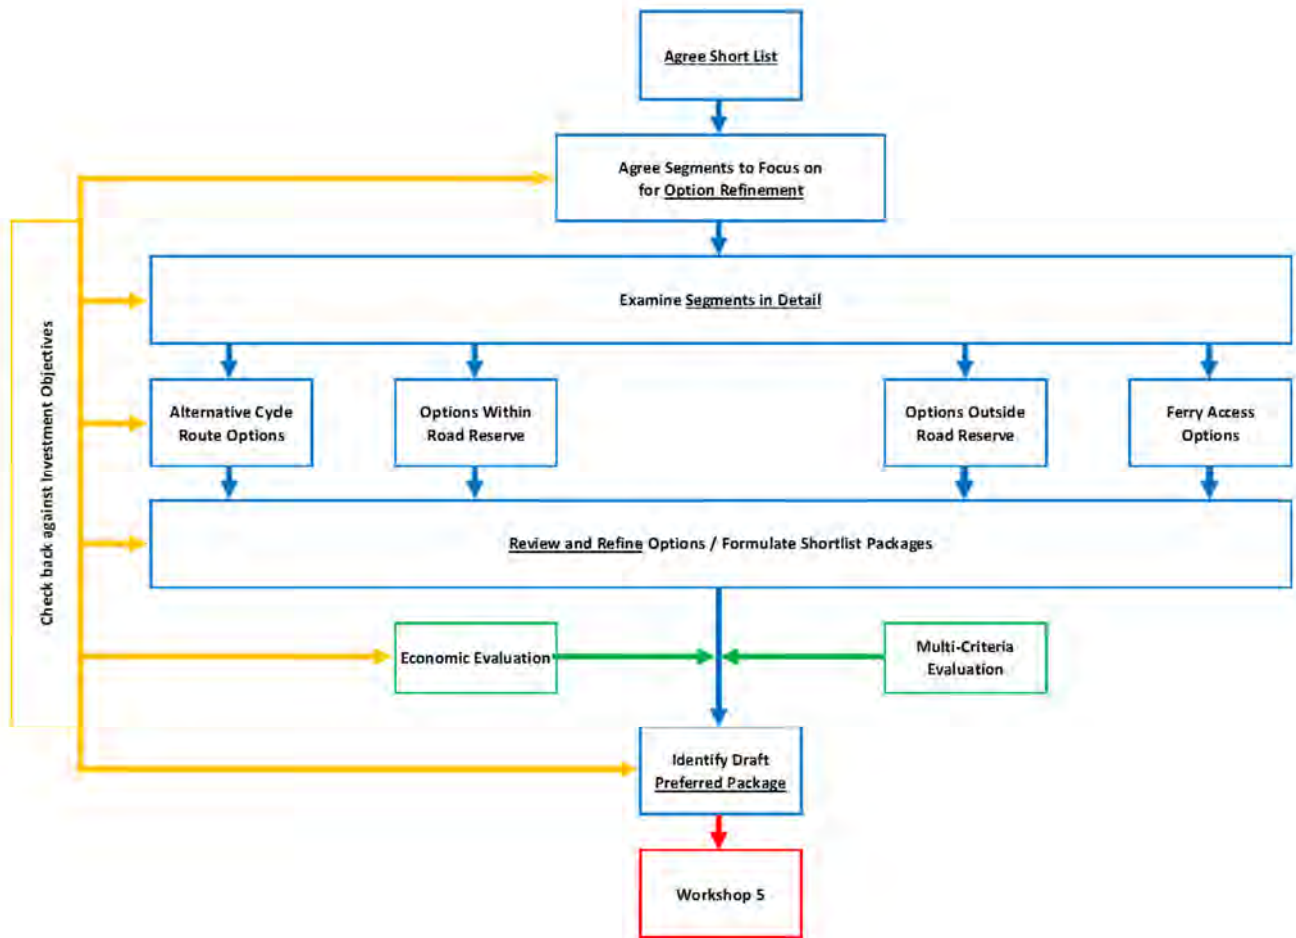 Agree Short List
Agree Segments to Focus on
for Option Refinement
Examine Segments in Detail
Check back against Investment Objectives
Alternative Cycle
Route Options
Options Within
Road Reserve
Options Outside
Road Reserve
Ferry Access
Options
Review and Refine Options / Formulate Shortlist Packages
Economic Evaluation
Multi-Criteria
Evaluation
Identify Draft
Preferred Package
Workshop 5